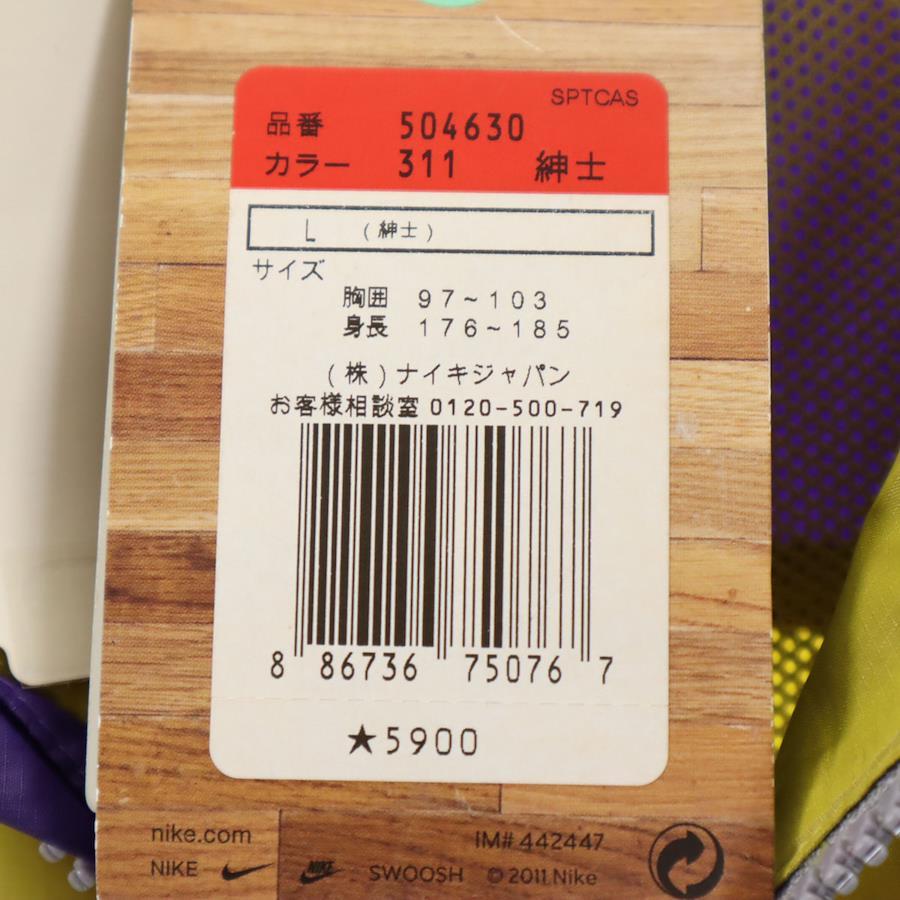 SPTCAS
品番 504630
カラー 311 紳士
L (紳士)
サイズ
胸囲 97~103
身長 176~185
(株)ナイキジャパン
お客様相談室 0120-500-719
8 86736 75076 7
★5900
nike.com IM# 442447
NIKE NIKE SWOOSH © 2011 Nike